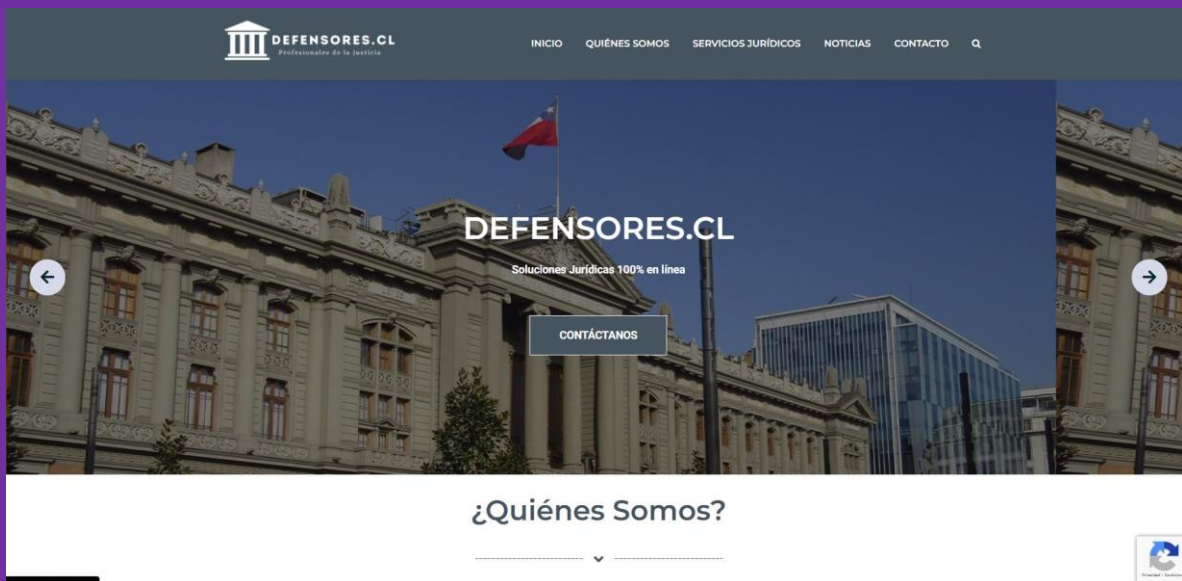 DEFENSORES.CL
Profesionales de la justicia
INICIO QUIÉNES SOMOS SERVICIOS JURÍDICOS NOTICIAS CONTACTO
DEFENSORES.CL
Soluciones Jurídicas 100% en línea
CONTÁCTANOS
¿Quiénes Somos?